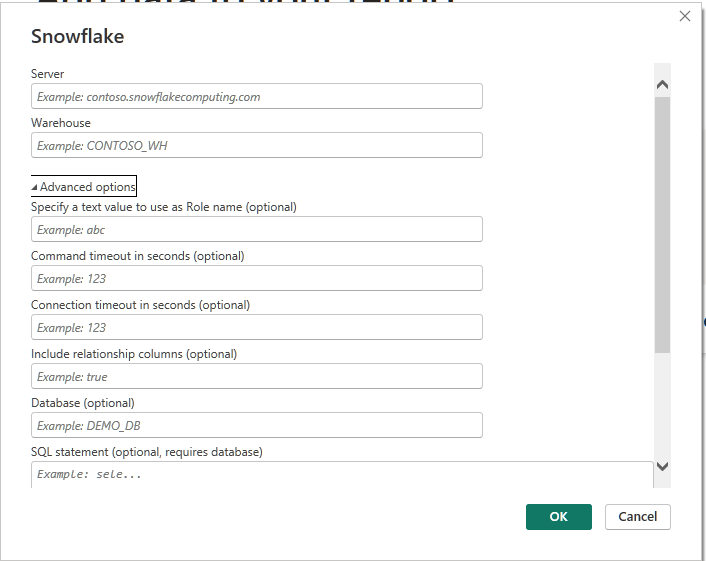 Snowflake
Server
Example: contoso.snowflakecomputing.com
Warehouse
Example: CONTOSO_WH
Advanced options
Specify a text value to use as Role name (optional)
Example: abc
Command timeout in seconds (optional)
Example: 123
Connection timeout in seconds (optional)
Example: 123
Include relationship columns (optional)
Example: true
Database (optional)
Example: DEMO_DB
SQL statement (optional, requires database)
Example: sele...
OK
Cancel